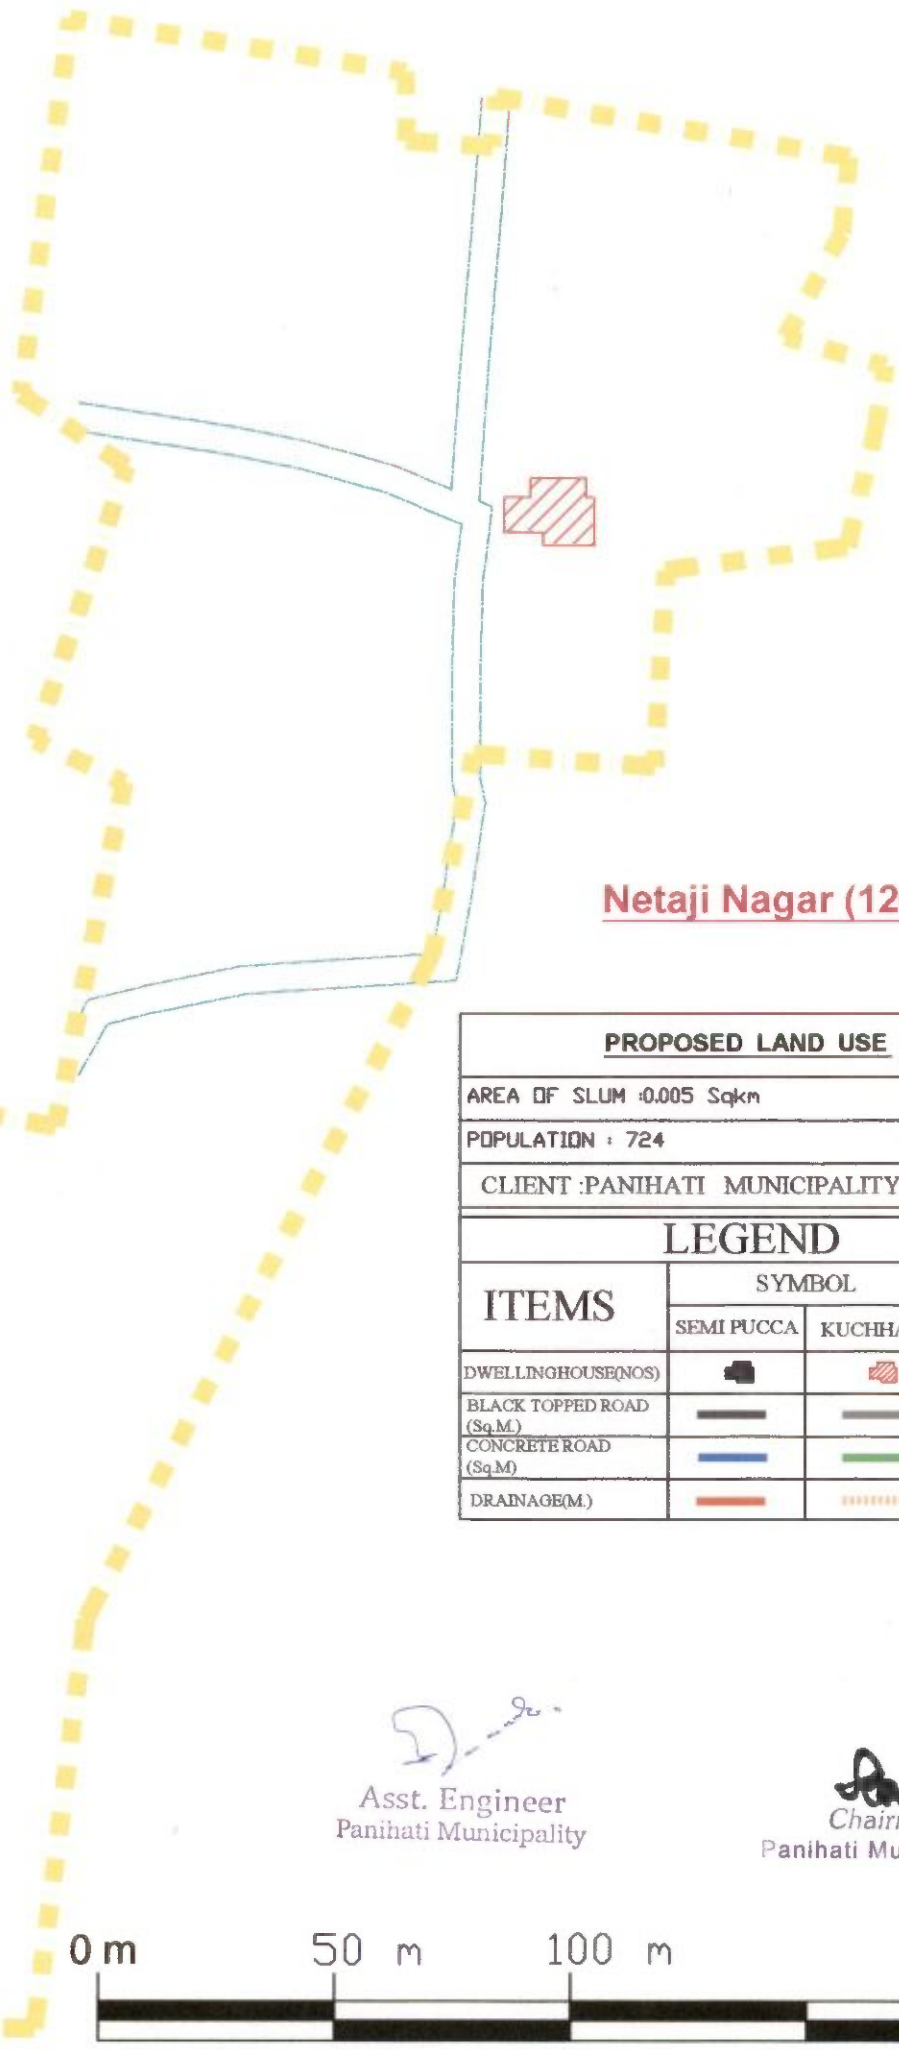 Netaji Nagar (12
PROPOSED LAND USE
AREA OF SLUM :0.005 Sqkm
POPULATION : 724
CLIENT :PANIHATI MUNICIPALITY
LEGEND
ITEMS
SYMBOL
SEMI PUCCA
KUCHHA
DWELLINGHOUSE(NOS)
BLACK TOPPED ROAD
(Sq.M.)
CONCRETE ROAD
(Sq.M)
DRAINAGE(M.)
Asst. Engineer
Panihati Municipality
Chair
Panihati Mu
0 m 50 m 100 m